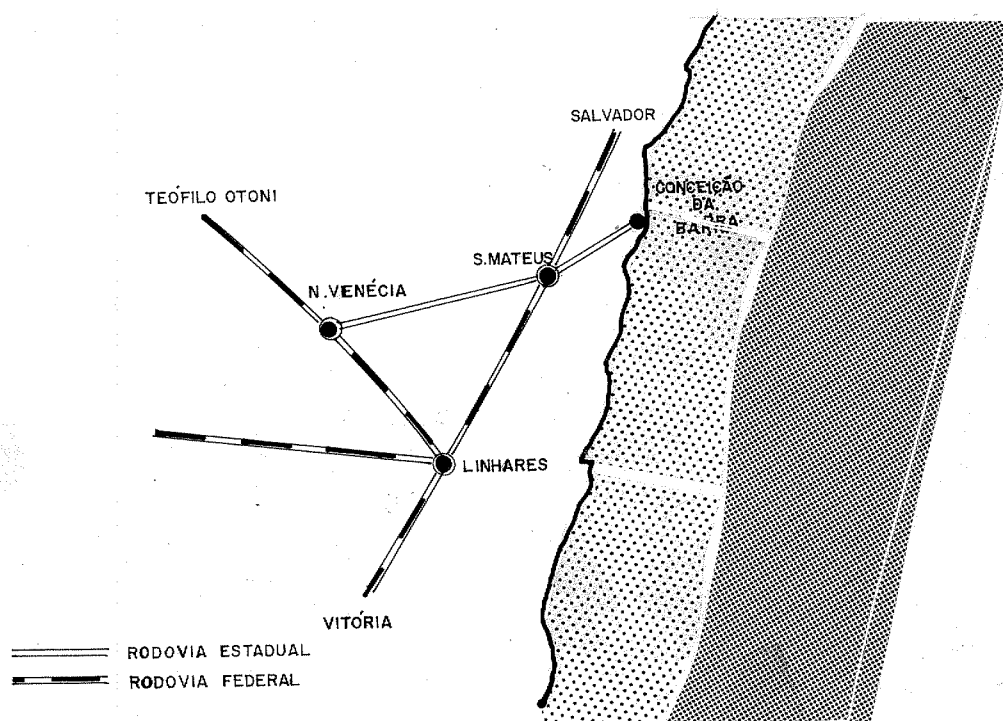 SALVADOR
CONCEIÇÃO
DA
TEÓFILO OTONI
S.MATEUS
N.VENÉCIA
LINHARES
VITÓRIA
RODOVIA ESTADUAL
RODOVIA FEDERAL